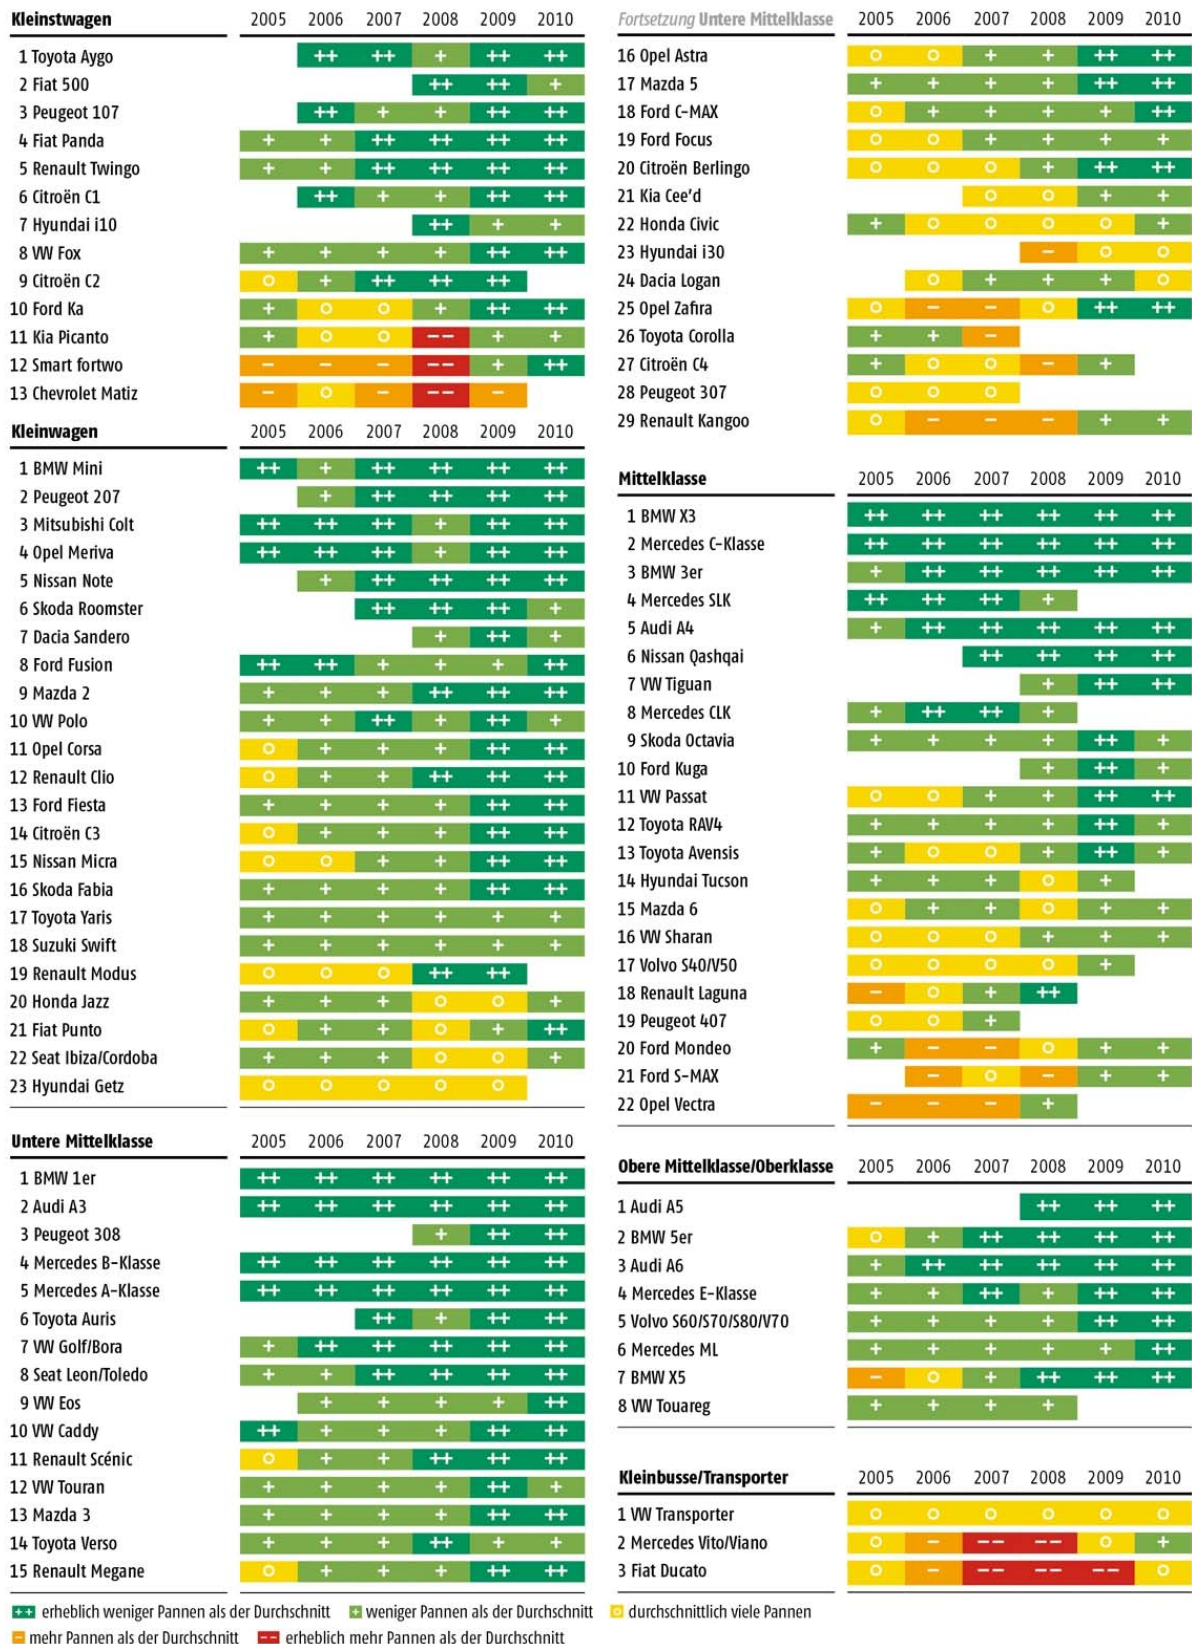 Kleinstwagen 2005 2006 2007 2008 2009 2010
1 Toyota Aygo ++ ++ + ++ ++
2 Fiat 500 ++ ++ +
3 Peugeot 107 ++ + + ++ ++
4 Fiat Panda + + ++ ++ ++ ++
5 Renault Twingo + + ++ ++ ++ ++
6 Citroën C1 ++ + + ++ ++
7 Hyundai i10 ++ + +
8 VW Fox + + + + ++ ++
9 Citroën C2 o + ++ ++ ++
10 Ford Ka + o o + ++ ++
11 Kia Picanto + o o -- + +
12 Smart fortwo - - - -- + ++
13 Chevrolet Matiz - o - -- -
Kleinwagen 2005 2006 2007 2008 2009 2010
1 BMW Mini ++ + ++ ++ ++ ++
2 Peugeot 207 + ++ ++ ++ ++
3 Mitsubishi Colt ++ ++ ++ + ++ ++
4 Opel Meriva ++ ++ ++ + ++ ++
5 Nissan Note + ++ ++ ++ ++
6 Skoda Roomster ++ ++ ++ +
7 Dacia Sandero + ++ +
8 Ford Fusion ++ ++ + + + ++
9 Mazda 2 + + + ++ ++ ++
10 VW Polo + + ++ + ++ +
11 Opel Corsa o + + + ++ ++
12 Renault Clio o + + ++ ++ ++
13 Ford Fiesta + + + + ++ ++
14 Citroën C3 o + + + ++ ++
15 Nissan Micra o o + + ++ ++
16 Skoda Fabia + + + + ++ ++
17 Toyota Yaris + + + + + +
18 Suzuki Swift + + + + + +
19 Renault Modus o o o ++ ++
20 Honda Jazz + + + o o +
21 Fiat Punto o + + o + ++
22 Seat Ibiza/Cordoba + + + o o +
23 Hyundai Getz o o o o o
Untere Mittelklasse 2005 2006 2007 2008 2009 2010
1 BMW 1er ++ ++ ++ ++ ++ ++
2 Audi A3 ++ ++ ++ ++ ++ ++
3 Peugeot 308 + ++ ++
4 Mercedes B-Klasse ++ ++ ++ ++ ++ ++
5 Mercedes A-Klasse ++ ++ ++ ++ ++ ++
6 Toyota Auris ++ + ++ ++
7 VW Golf/Bora + ++ ++ ++ ++ ++
8 Seat Leon/Toledo + + ++ ++ ++ ++
9 VW Eos + + + + ++
10 VW Caddy ++ + + + ++ ++
11 Renault Scénic o + + ++ ++ ++
12 VW Touran + + + + ++ +
13 Mazda 3 + + + + ++ ++
14 Toyota Verso + + + ++ + +
15 Renault Megane o + + + ++ ++
Fortsetzung Untere Mittelklasse 2005 2006 2007 2008 2009 2010
16 Opel Astra o o + + ++ ++
17 Mazda 5 + + + + ++ ++
18 Ford C-MAX o + + + + ++
19 Ford Focus o o + + + +
20 Citroën Berlingo o o o + ++ ++
21 Kia Cee'd o o + +
22 Honda Civic + o o o o +
23 Hyundai i30 - o o
24 Dacia Logan o + + + o
25 Opel Zafira o - - o ++ ++
26 Toyota Corolla + + -
27 Citroën C4 + o o - +
28 Peugeot 307 o o o
29 Renault Kangoo o - - - + +
Mittelklasse 2005 2006 2007 2008 2009 2010
1 BMW X3 ++ ++ ++ ++ ++ ++
2 Mercedes C-Klasse ++ ++ ++ ++ ++ ++
3 BMW 3er + ++ ++ ++ ++ ++
4 Mercedes SLK ++ ++ ++ +
5 Audi A4 + ++ ++ ++ ++ ++
6 Nissan Qashqai ++ ++ ++ ++
7 VW Tiguan + ++ ++
8 Mercedes CLK + ++ ++ +
9 Skoda Octavia + + + + ++ +
10 Ford Kuga + ++ +
11 VW Passat o o + + ++ ++
12 Toyota RAV4 + + + + ++ +
13 Toyota Avensis + o o + ++ +
14 Hyundai Tucson + + + o +
15 Mazda 6 o + + o + +
16 VW Sharan o o o + + +
17 Volvo S40/V50 o o o o +
18 Renault Laguna - o + ++
19 Peugeot 407 o o +
20 Ford Mondeo + - - o + +
21 Ford S-MAX - o - + +
22 Opel Vectra - - - +
Obere Mittelklasse/Oberklasse 2005 2006 2007 2008 2009 2010
1 Audi A5 ++ ++ ++
2 BMW 5er o + ++ ++ ++ ++
3 Audi A6 + ++ ++ ++ ++ ++
4 Mercedes E-Klasse + + ++ + ++ ++
5 Volvo S60/S70/S80/V70 + + + + ++ ++
6 Mercedes ML + + + + + ++
7 BMW X5 - o + ++ ++ ++
8 VW Touareg + + + +
Kleinbusse/Transporter 2005 2006 2007 2008 2009 2010
1 VW Transporter o o o o o o
2 Mercedes Vito/Viano o - -- -- o +
3 Fiat Ducato o - -- -- -- o
++ erheblich weniger Pannen als der Durchschnitt + weniger Pannen als der Durchschnitt o durchschnittlich viele Pannen
- mehr Pannen als der Durchschnitt -- erheblich mehr Pannen als der Durchschnitt